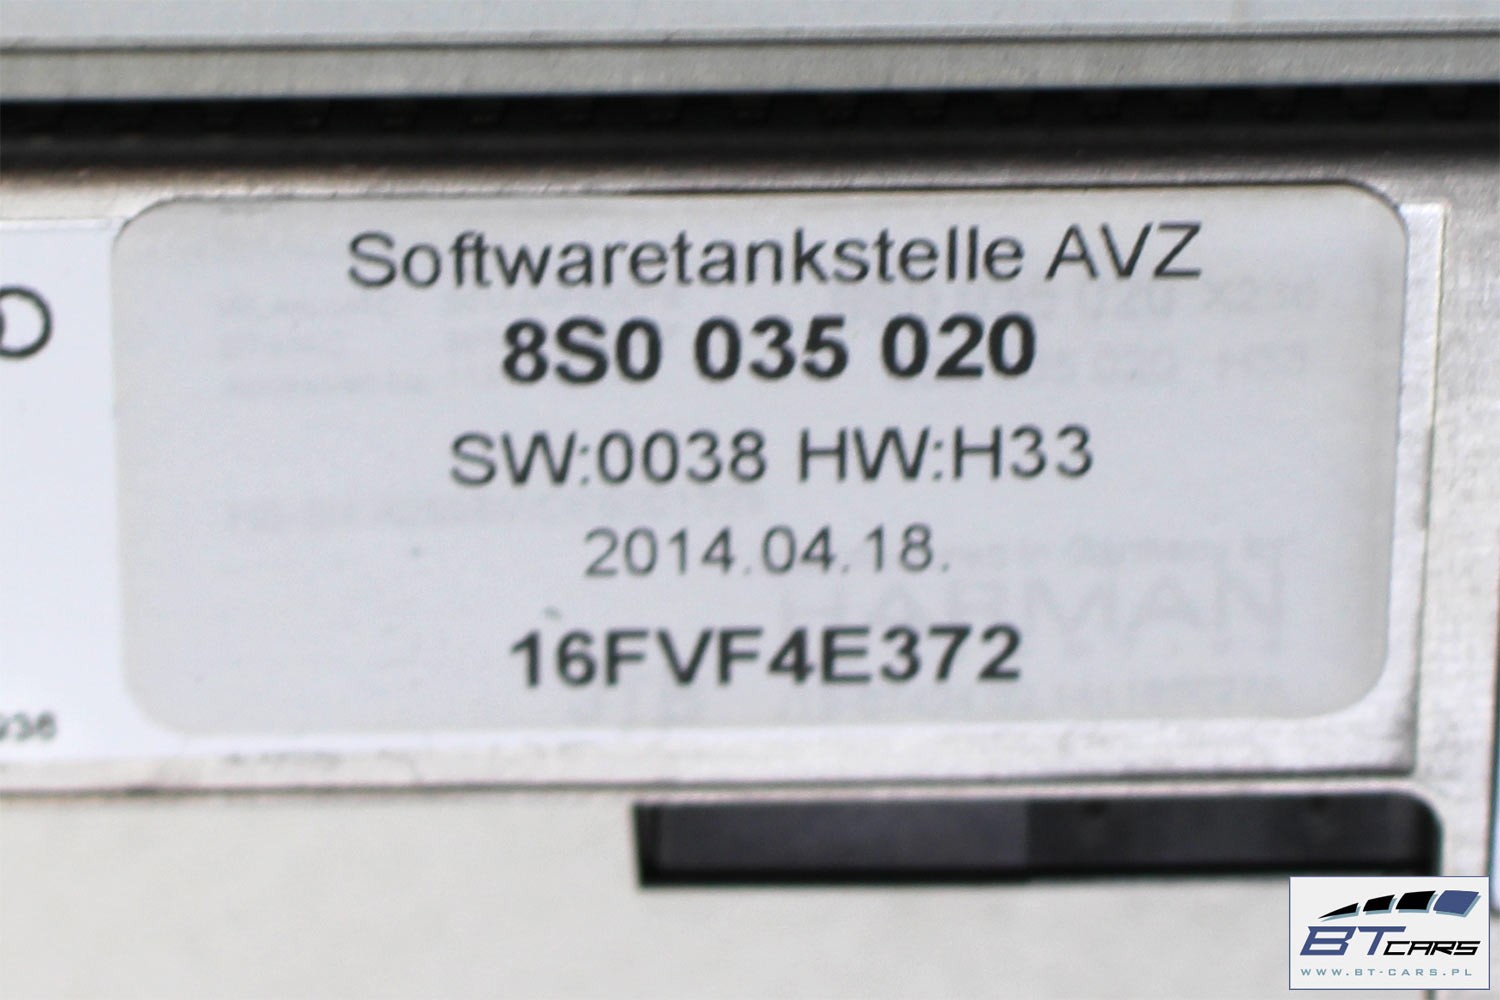 Softwaretankstelle AVZ
8S0 035 020
SW:0038 HW:H33
2014.04.18.
16FVF4E372
HARMAN
BT CARS
WWW.BT-CARS.PL